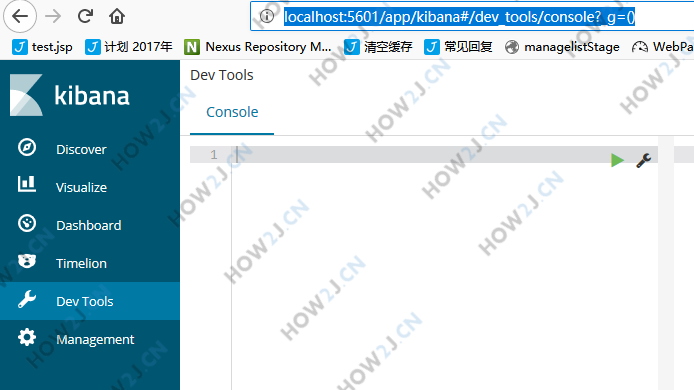 localhost:5601/app/kibana#/dev_tools/console?_g=()
test.jsp 计划 2017年 Nexus Repository M... 清空缓存 常见回复 managelistStage WebPa
kibana
Dev Tools
Console
1
Discover
Visualize
Dashboard
Timelion
Dev Tools
Management
HOW2J.CN
HOW2J.CN
HOW2J.CN
HOW2J.CN
HOW2J.CN
HOW2J.CN
HOW2J.CN
HOW2J.CN
HOW2J.CN
HOW2J.CN